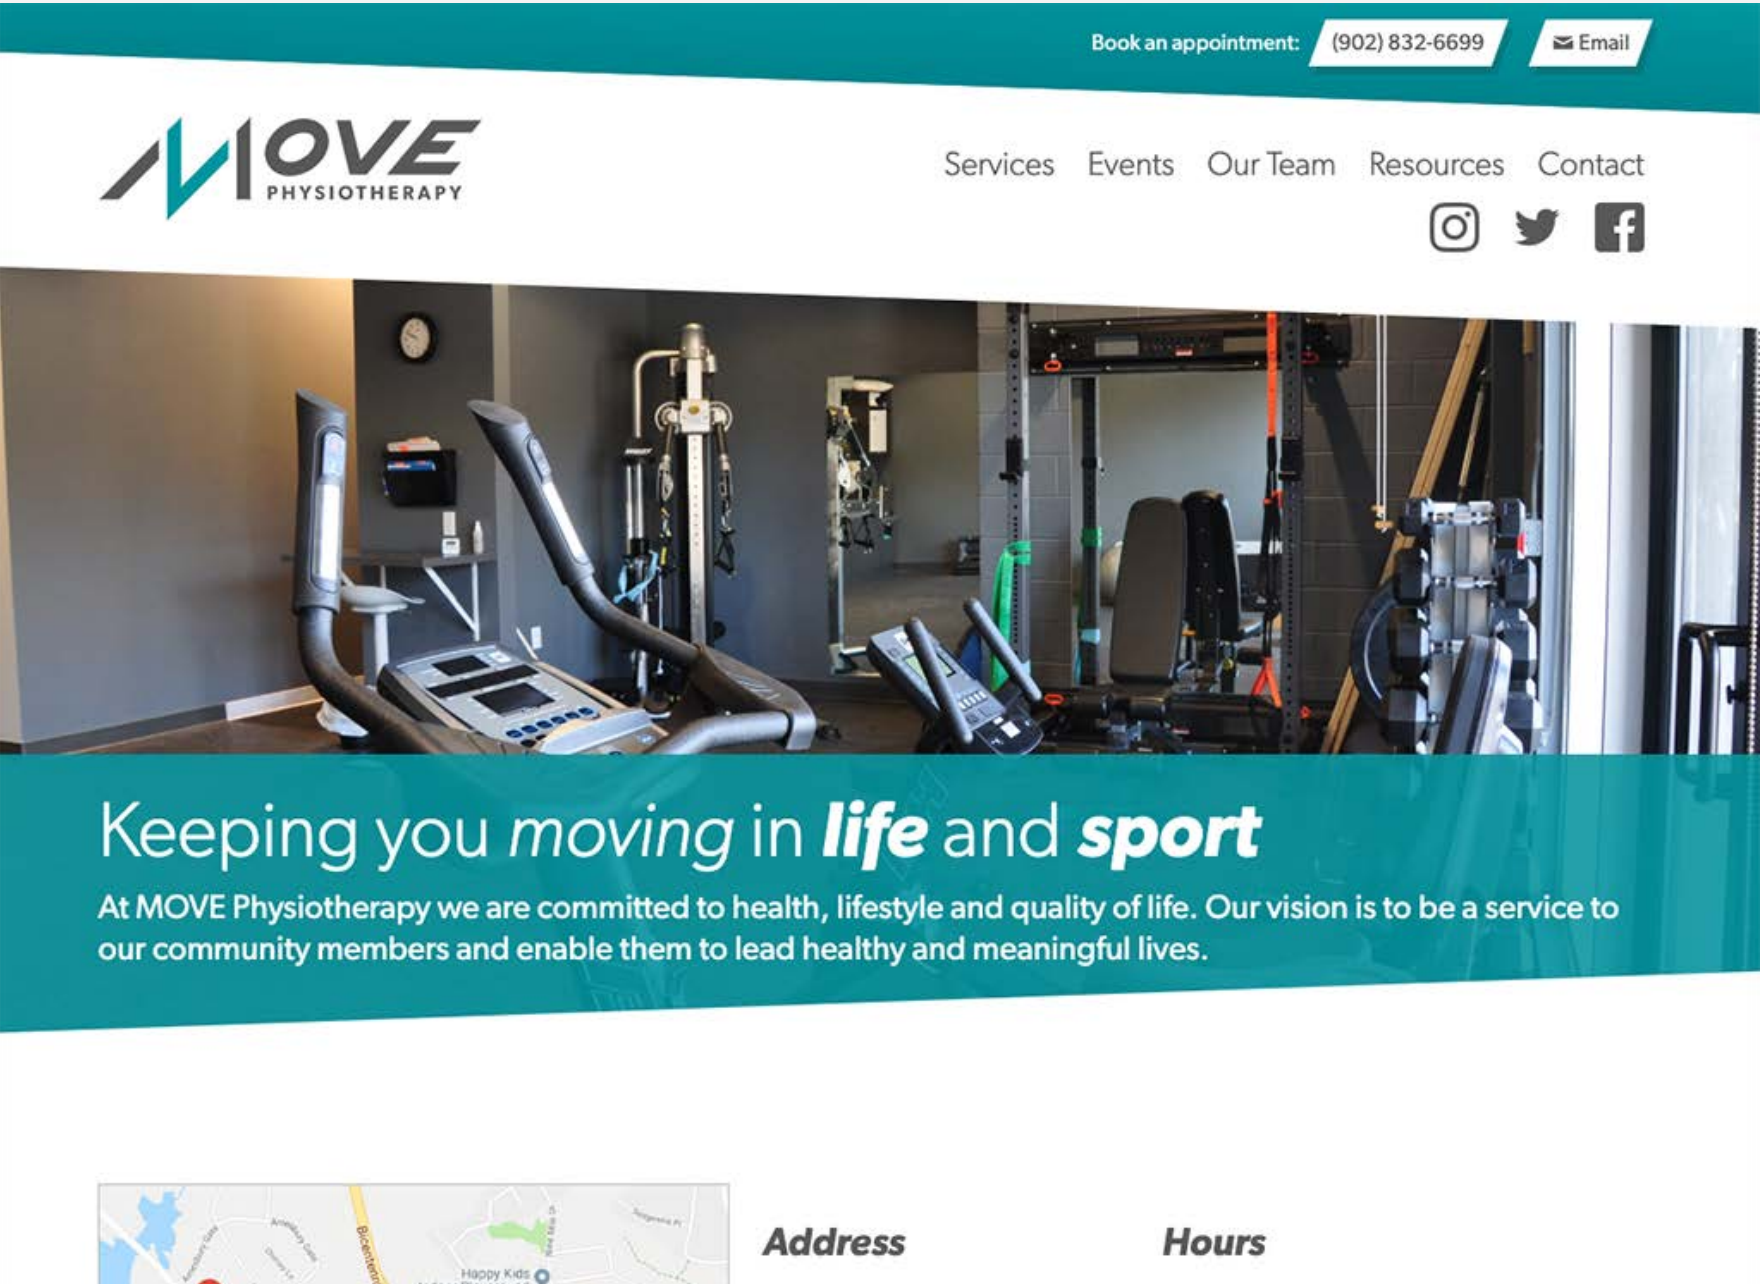 Book an appointment: (902) 832-6699 Email
MOVE
PHYSIOTHERAPY
Services Events Our Team Resources Contact
Keeping you moving in life and sport
At MOVE Physiotherapy we are committed to health, lifestyle and quality of life. Our vision is to be a service to
our community members and enable them to lead healthy and meaningful lives.
Address Hours
Happy Kids